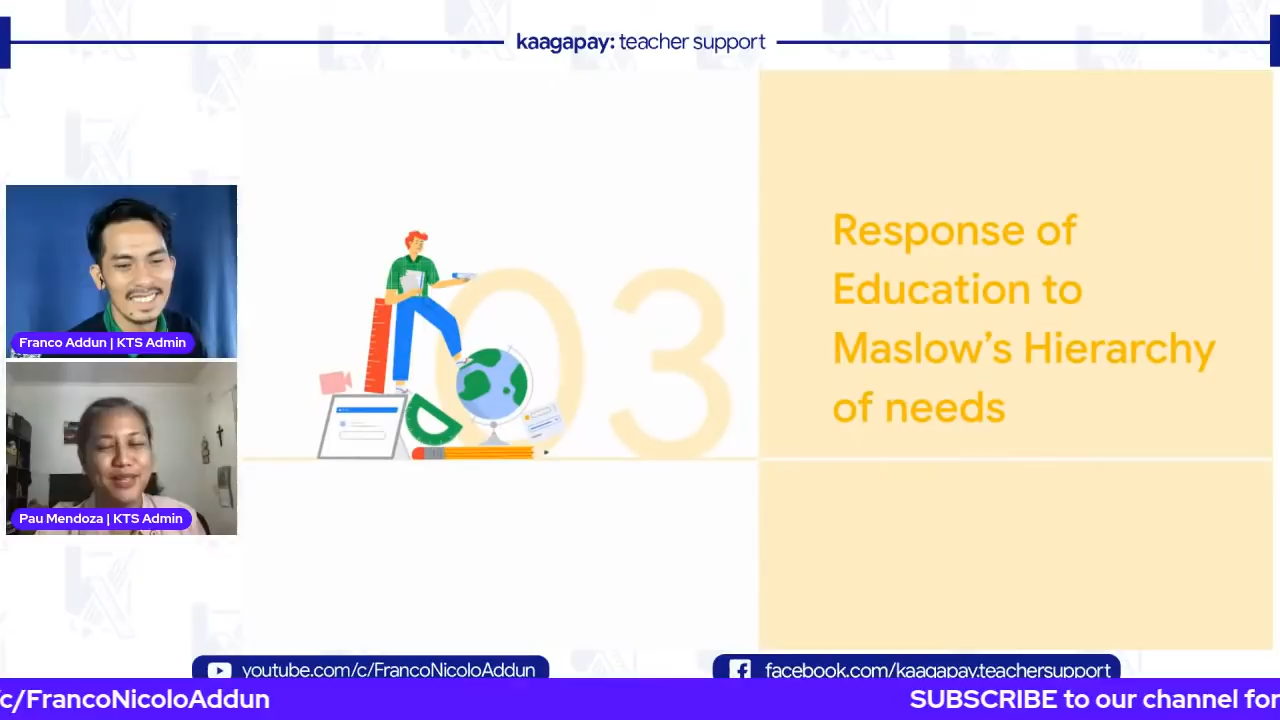 kaagapay: teacher support
Franco Addun | KTS Admin
Pau Mendoza | KTS Admin
03
Response of
Education to
Maslow's Hierarchy
of needs
youtube.com/c/FrancoNicoloAddun
facebook.com/kaagapay.teachersupport
/c/FrancoNicoloAddun
SUBSCRIBE to our channel for